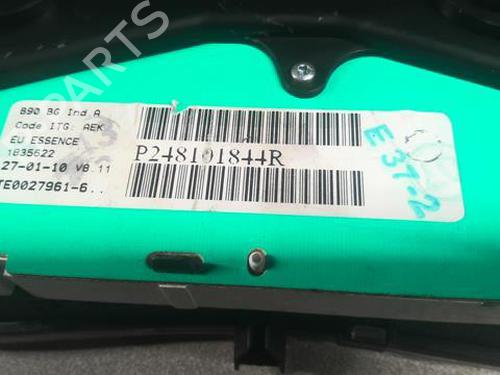 B90 BG Ind A
Code ITG: AEK
EU ESSENCE
1835622
27-01-10 V8.11
TE0027961-6..
P248101844R
E37-2
B-PARTS